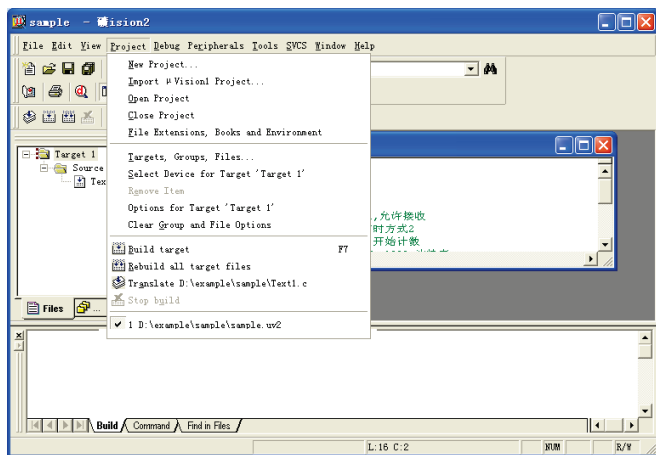 sample - 礦ision2
File Edit View Project Debug Peripherals Tools SVCS Window Help
New Project...
Import μVision1 Project...
Open Project
Close Project
File Extensions, Books and Environment
Targets, Groups, Files...
Select Device for Target 'Target 1'
Remove Item
Options for Target 'Target 1'
Clear Group and File Options
Build target F7
Rebuild all target files
Translate D:\example\sample\Text1.c
Stop build
1 D:\example\sample\sample.uv2
Target 1
Source
Tex
,允许接收
时方式2
开始计数
Files
...
Build Command Find in Files
L:16 C:2 NUM R/W